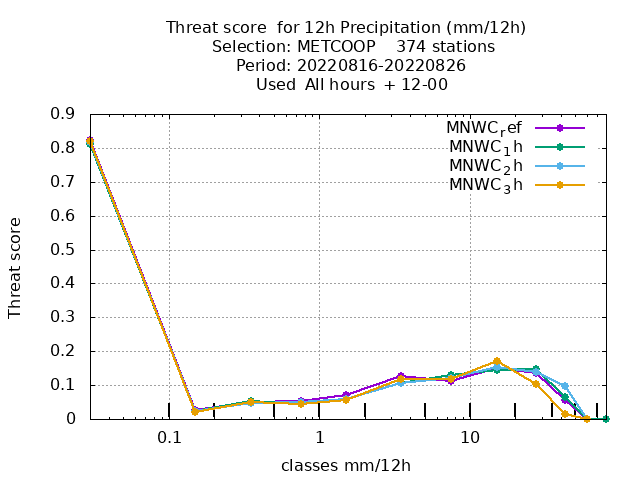 Threat score  for 12h Precipitation (mm/12h)
Selection: METCOOP    374 stations
Period: 20220816-20220826
Used  All hours  + 12-00
MNWC_ref
MNWC_1h
MNWC_2h
MNWC_3h
Threat score
0.9
0.8
0.7
0.6
0.5
0.4
0.3
0.2
0.1
0
0.1 1 10
classes mm/12h